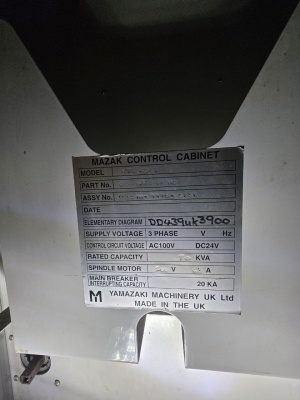 MAZAK CONTROL CABINET
MODEL
PART No.
ASSY No.
DATE
ELEMENTARY DIAGRAM DD439UK3900
SUPPLY VOLTAGE 3 PHASE V Hz
CONTROL CIRCUIT VOLTAGE AC100V DC24V
RATED CAPACITY KVA
SPINDLE MOTOR V A
MAIN BREAKER
INTERRUPTING CAPACITY 20 KA
M YAMAZAKI MACHINERY UK Ltd
MADE IN THE UK